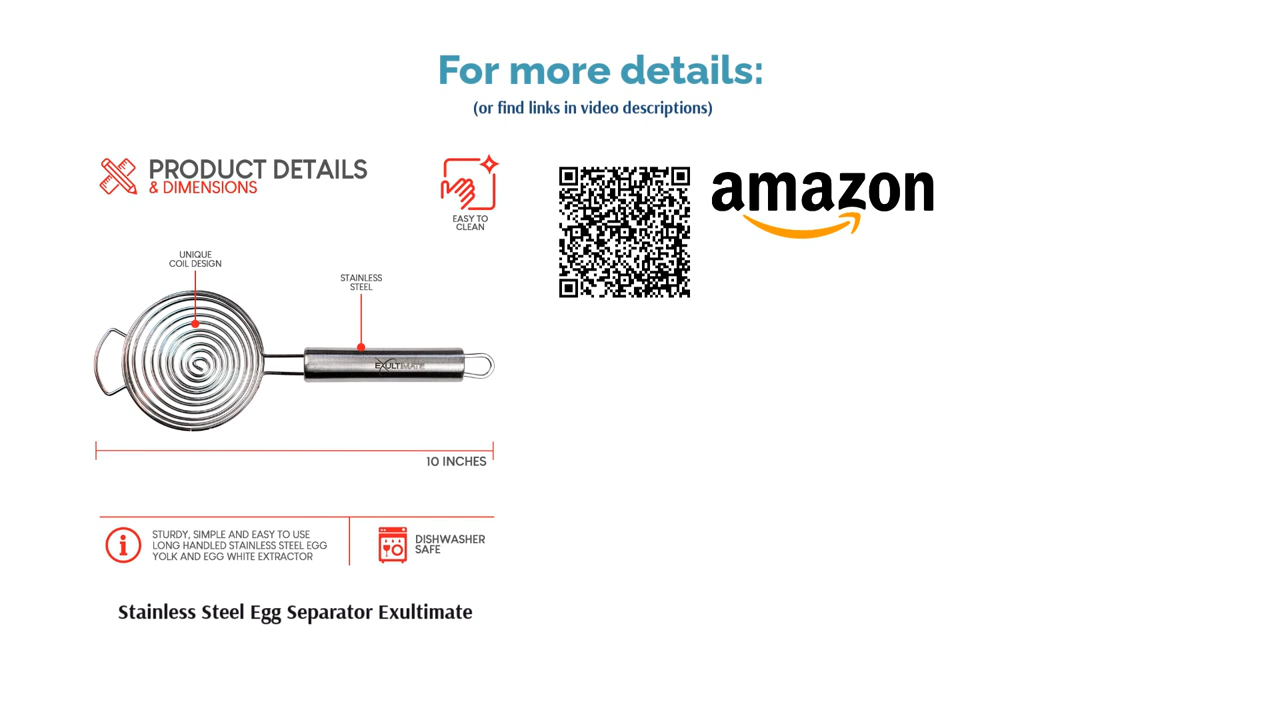 For more details:
(or find links in video descriptions)
PRODUCT DETAILS
& DIMENSIONS
EASY TO
CLEAN
amazon
UNIQUE
COIL DESIGN
STAINLESS
STEEL
EXULTIMATE
10 INCHES
STURDY, SIMPLE AND EASY TO USE
LONG HANDLED STAINLESS STEEL EGG
YOLK AND EGG WHITE EXTRACTOR
DISHWASHER
SAFE
Stainless Steel Egg Separator Exultimate